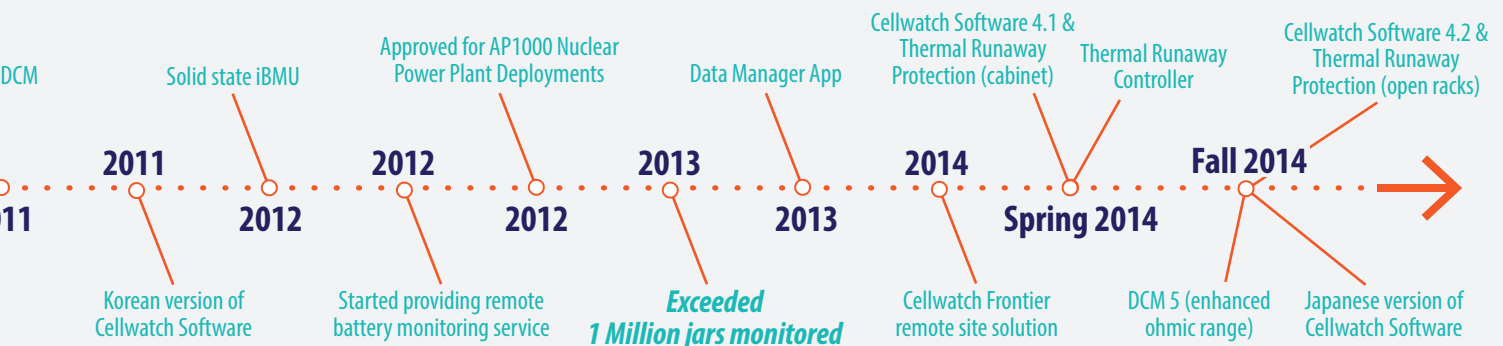 DCM
Solid state iBMU
Approved for AP1000 Nuclear
Power Plant Deployments
Data Manager App
Cellwatch Software 4.1 &
Thermal Runaway
Protection (cabinet)
Thermal Runaway
Controller
Cellwatch Software 4.2 &
Thermal Runaway
Protection (open racks)
2011
2012
2013
2014
Fall 2014
2012
2012
2013
Spring 2014
Korean version of
Cellwatch Software
Started providing remote
battery monitoring service
Exceeded
1 Million jars monitored
Cellwatch Frontier
remote site solution
DCM 5 (enhanced
ohmic range)
Japanese version of
Cellwatch Software